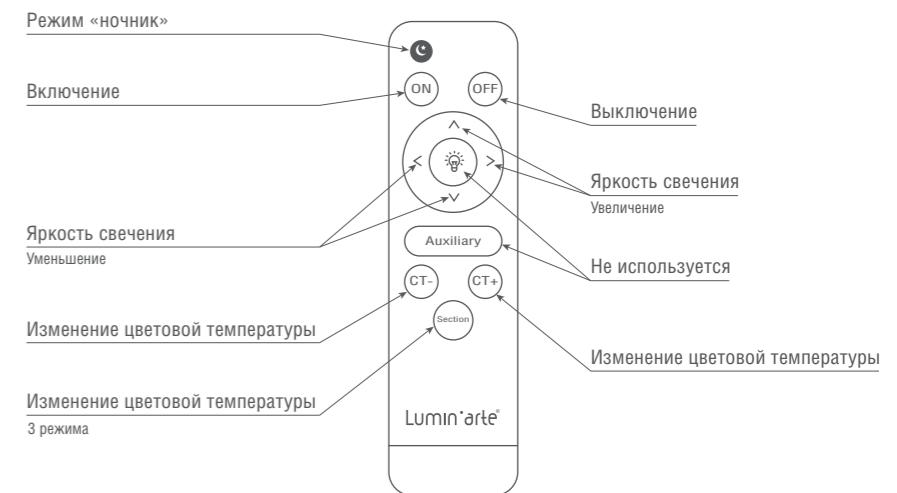 Режим «ночник»
Включение
ON
OFF
Выключение
Яркость свечения
Увеличение
Яркость свечения
Уменьшение
Auxiliary
Не используется
CT-
CT+
Section
Изменение цветовой температуры
Изменение цветовой температуры
Изменение цветовой температуры
3 режима
Lumin'arte®